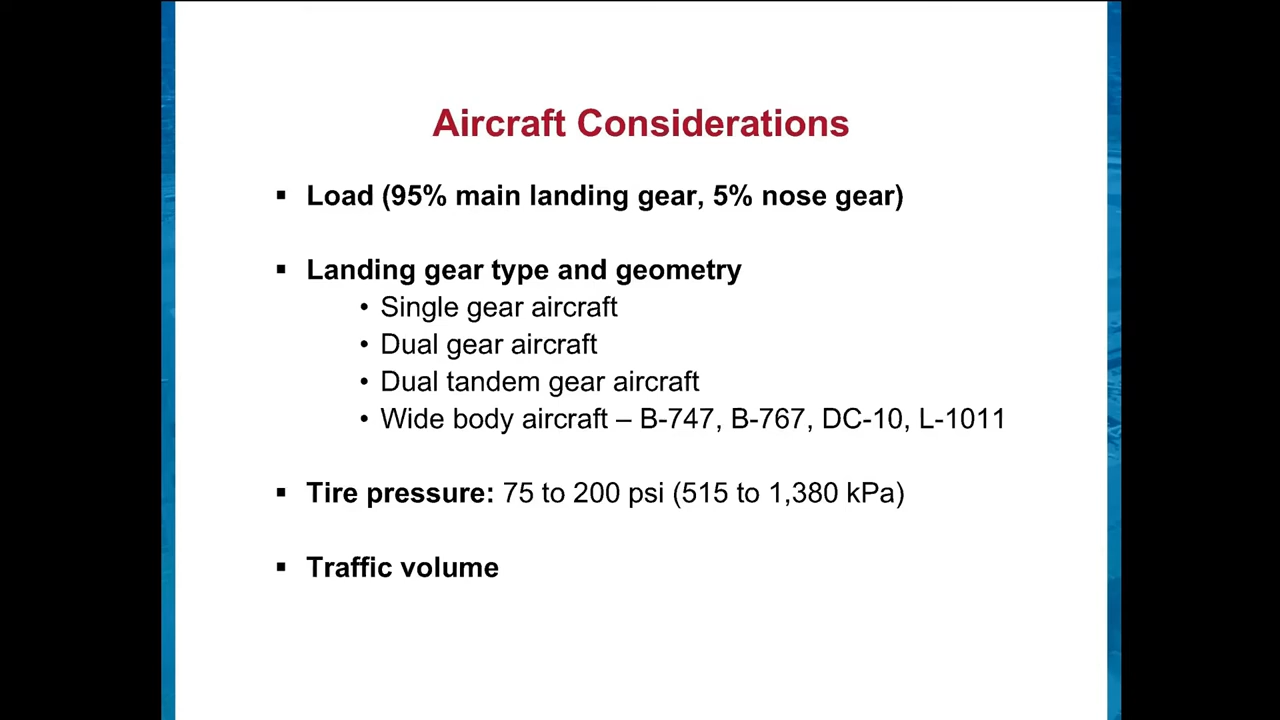 Aircraft Considerations
▪ Load (95% main landing gear, 5% nose gear)
▪ Landing gear type and geometry
• Single gear aircraft
• Dual gear aircraft
• Dual tandem gear aircraft
• Wide body aircraft – B-747, B-767, DC-10, L-1011
▪ Tire pressure: 75 to 200 psi (515 to 1,380 kPa)
▪ Traffic volume